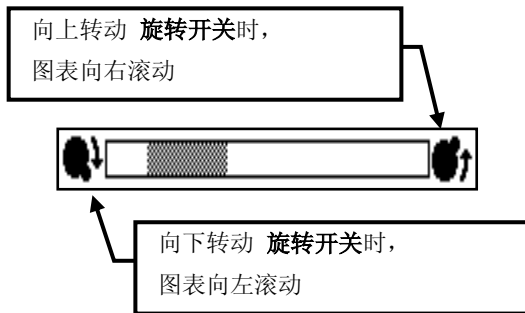 向上转动 旋转开关时，
图表向右滚动
向下转动 旋转开关时，
图表向左滚动